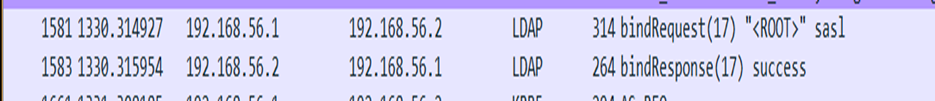 1581 1330.314927 192.168.56.1 192.168.56.2 LDAP 314 bindRequest(17) "<ROOT>" sasl
1583 1330.315954 192.168.56.2 192.168.56.1 LDAP 264 bindResponse(17) success